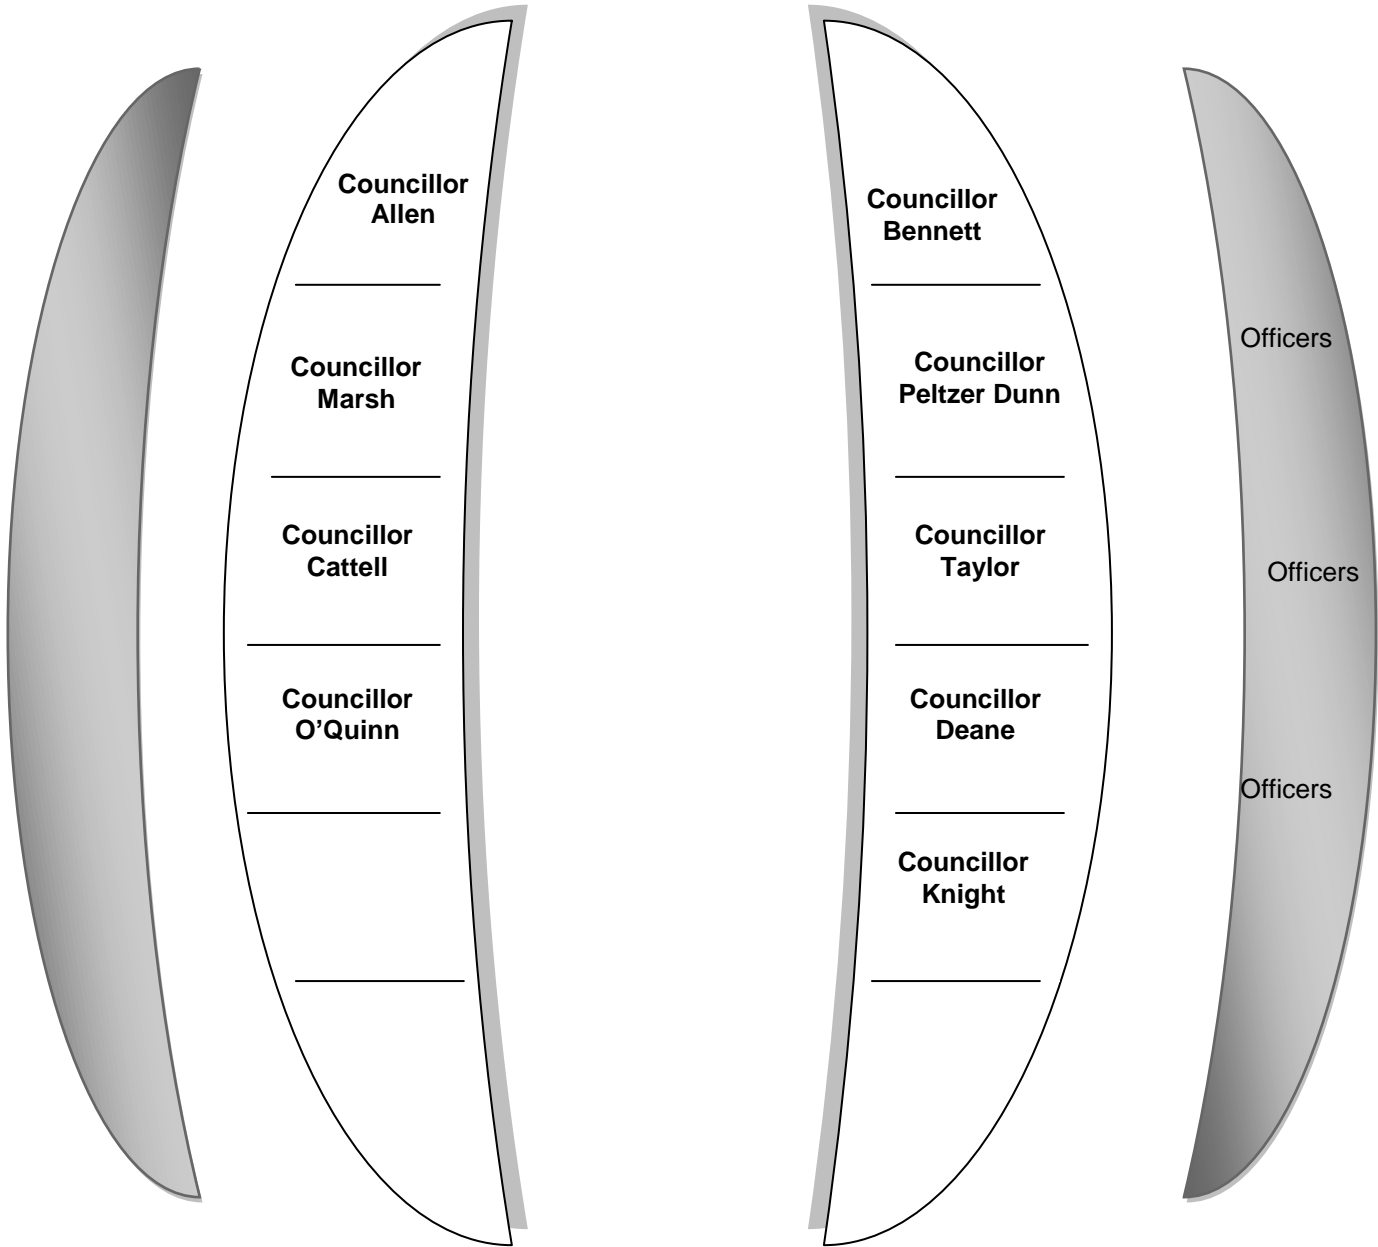 Councillor
Allen
Councillor
Marsh
Councillor
Cattell
Councillor
O’Quinn
Councillor
Bennett
Councillor
Peltzer Dunn
Councillor
Taylor
Councillor
Deane
Councillor
Knight
Officers
Officers
Officers